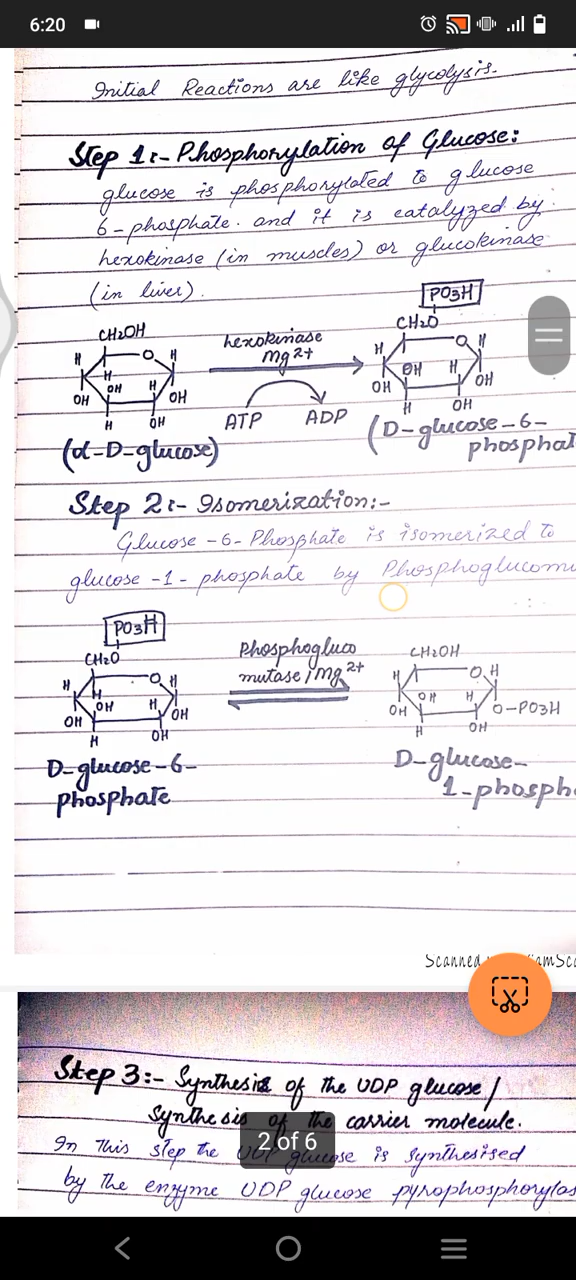 6:20
Initial Reactions are like glycolysis.
Step 1:- Phosphorylation of Glucose:
glucose is phosphorylated to glucose
6-phosphate. and it is catalyzed by
hexokinase (in muscles) or glucokinase
(in liver).
PO3H
CH2OH
hexokinase
CH2O
Mg2+
H O H
H
OH H
OH OH
H OH
H O H
OH H
OH OH
H OH
ATP ADP
(α-D-glucose)
(D-glucose-6-
phosphat
Step 2:- Isomerization:-
Glucose-6-Phosphate is isomerized to
glucose-1-phosphate by Phosphoglucomu
PO3H
CH2O
Phosphogluco
mutase, Mg2+
CH2OH
H O H
H
OH H
OH OH
H OH
H O H
OH H
OH O-PO3H
H OH
D-glucose-6-
phosphate
D-glucose-
1-phosph
Scanned
Step 3:- Synthesis of the UDP glucose/
Synthesis of the carrier molecule.
2 of 6
In this step the UDP glucose is synthesised
by the enzyme UDP glucose pyrophosphorylas